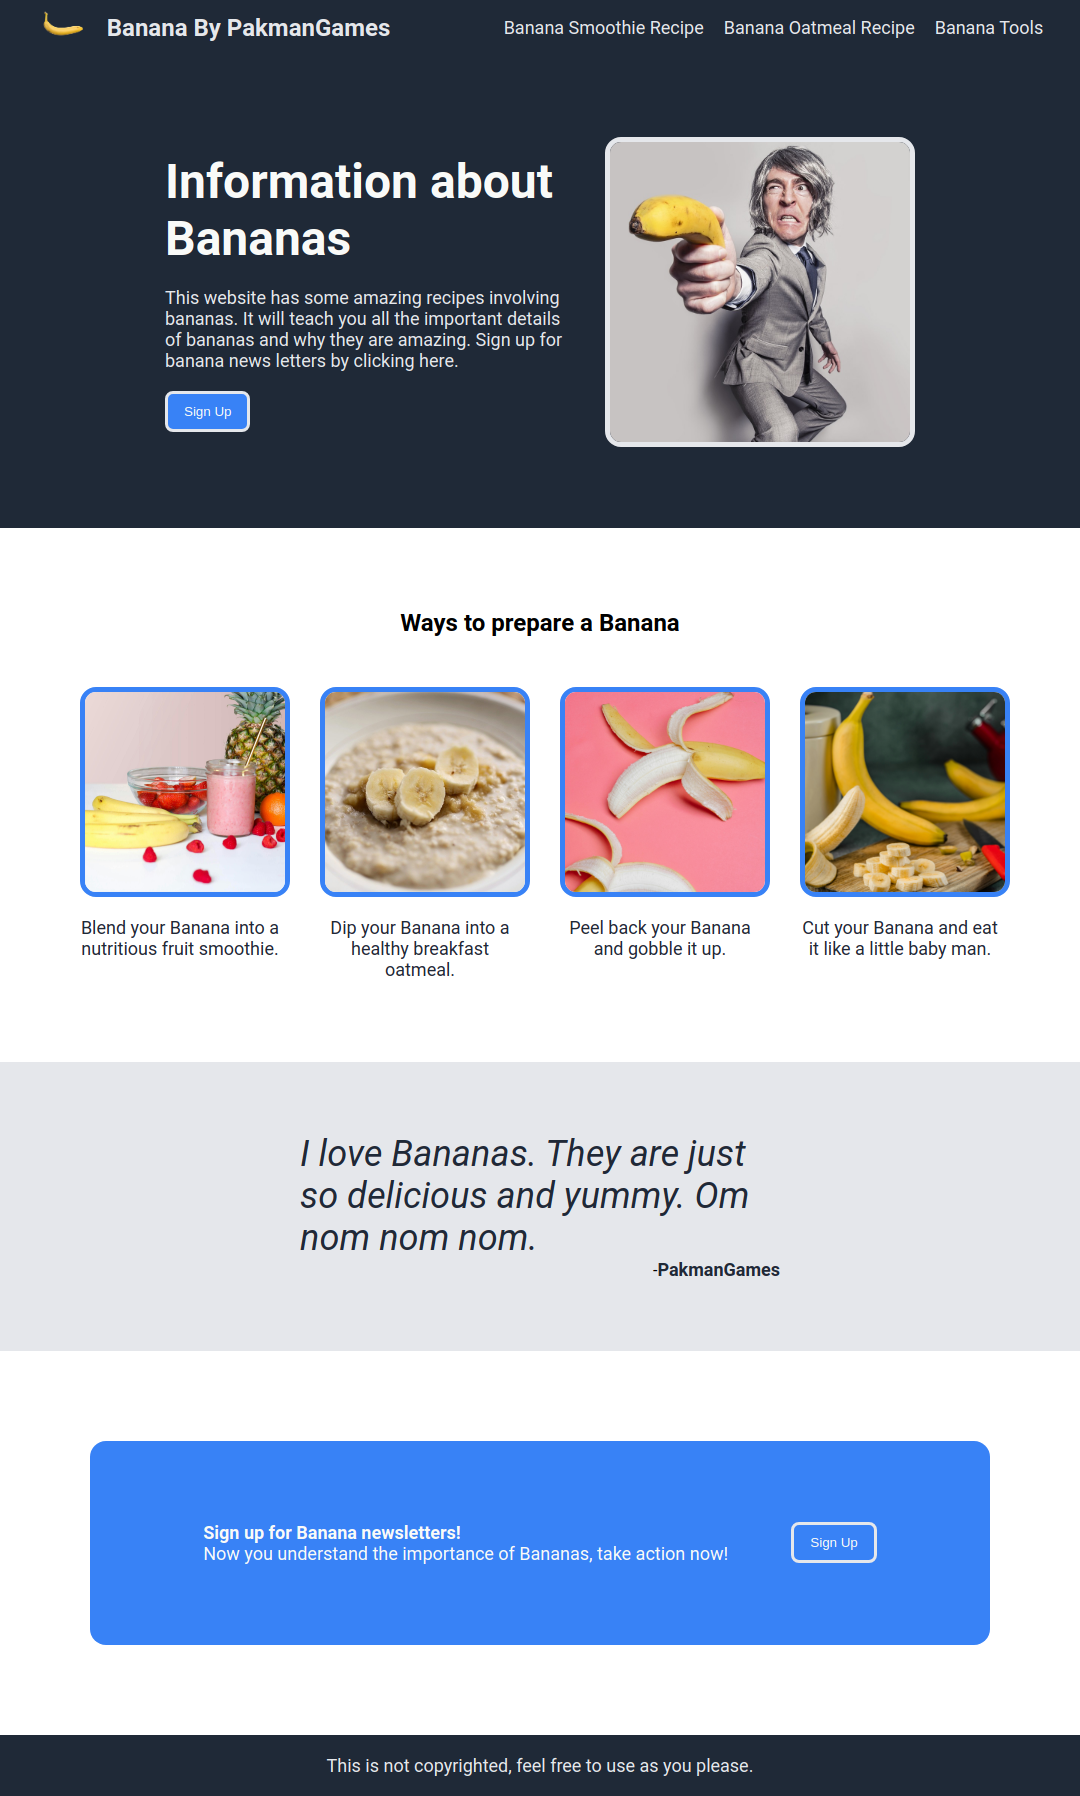 Banana By PakmanGames
Banana Smoothie Recipe
Banana Oatmeal Recipe
Banana Tools
Information about
Bananas
This website has some amazing recipes involving
bananas. It will teach you all the important details
of bananas and why they are amazing. Sign up for
banana news letters by clicking here.
Sign Up
Ways to prepare a Banana
Blend your Banana into a
nutritious fruit smoothie.
Dip your Banana into a
healthy breakfast
oatmeal.
Peel back your Banana
and gobble it up.
Cut your Banana and eat
it like a little baby man.
I love Bananas. They are just
so delicious and yummy. Om
nom nom nom.
-PakmanGames
Sign up for Banana newsletters!
Now you understand the importance of Bananas, take action now!
Sign Up
This is not copyrighted, feel free to use as you please.